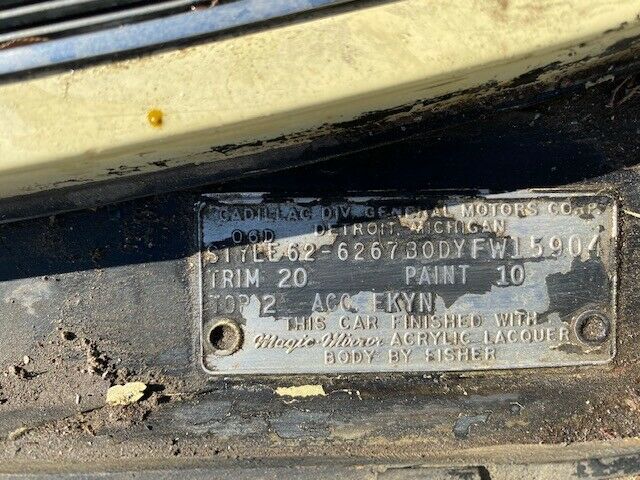 CADILLAC DIV. GENERAL MOTORS CORP.
06D DETROIT, MICHIGAN
STYLE 62-6267 BODY FW15904
TRIM 20 PAINT 10
TOP 2 ACC. EKYN
THIS CAR FINISHED WITH
Magic-Mirror ACRYLIC LACQUER
BODY BY FISHER